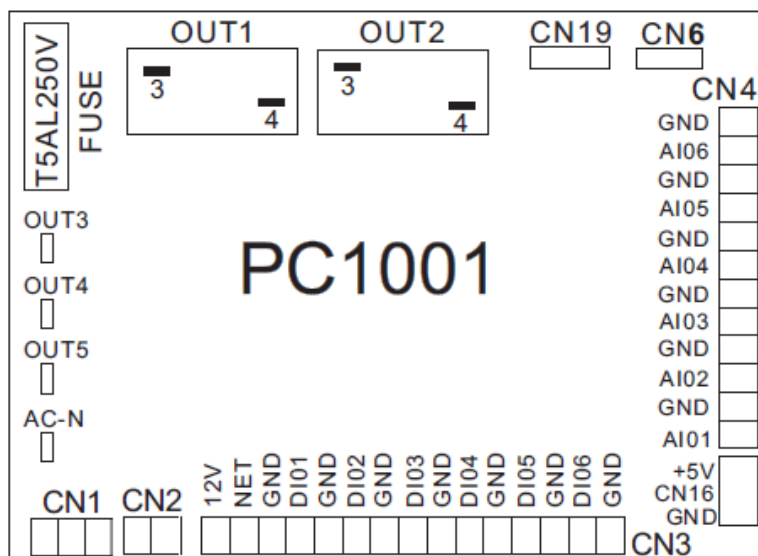 OUT1
OUT2
CN19
CN6
T5AL250V
FUSE
3
4
3
4
CN4
GND
AI06
GND
AI05
GND
AI04
GND
AI03
GND
AI02
GND
AI01
OUT3
OUT4
OUT5
AC-N
PC1001
+5V
CN16
GND
CN1
CN2
12V
NET
GND
DI01
GND
DI02
GND
DI03
GND
DI04
GND
DI05
GND
DI06
GND
CN3